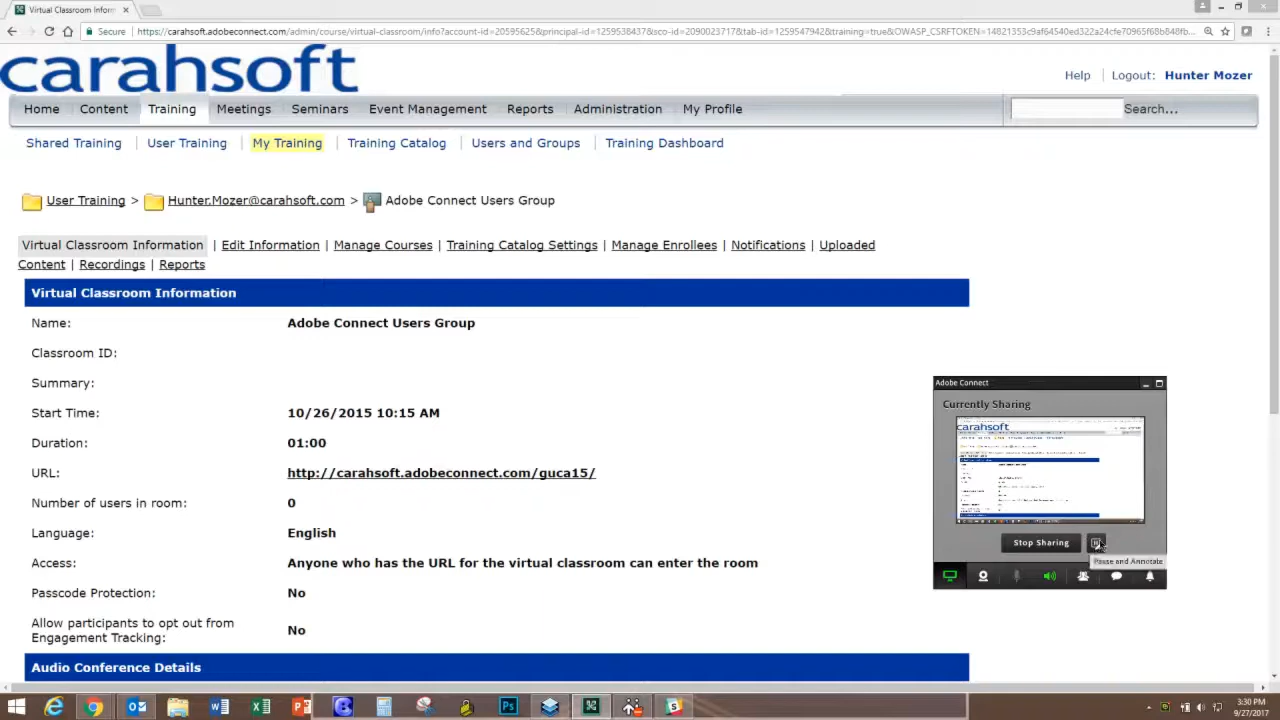 Virtual Classroom Inform
Secure
https://carahsoft.adobeconnect.com/admin/course/virtual-classroom/info?account-id=20595625&principal-id=1259538437&sco-id=2090023717&tab-id=1259547942&training=true&OWASP_CSRFTOKEN=14821353c9af64540ed322a24cfe70965f68b848fb...
carahsoft
Help Logout: Hunter Mozer
Home Content Training Meetings Seminars Event Management Reports Administration My Profile Search...
Shared Training User Training My Training Training Catalog Users and Groups Training Dashboard
User Training > Hunter.Mozer@carahsoft.com > Adobe Connect Users Group
Virtual Classroom Information | Edit Information | Manage Courses | Training Catalog Settings | Manage Enrollees | Notifications | Uploaded
Content | Recordings | Reports
Virtual Classroom Information
Name: Adobe Connect Users Group
Classroom ID:
Summary:
Start Time: 10/26/2015 10:15 AM
Duration: 01:00
URL: http://carahsoft.adobeconnect.com/guca15/
Number of users in room: 0
Language: English
Access: Anyone who has the URL for the virtual classroom can enter the room
Passcode Protection: No
Allow participants to opt out from
Engagement Tracking: No
Audio Conference Details
Adobe Connect
Currently Sharing
carahsoft
Stop Sharing
Pause and Annotate
3:30 PM
9/27/2017